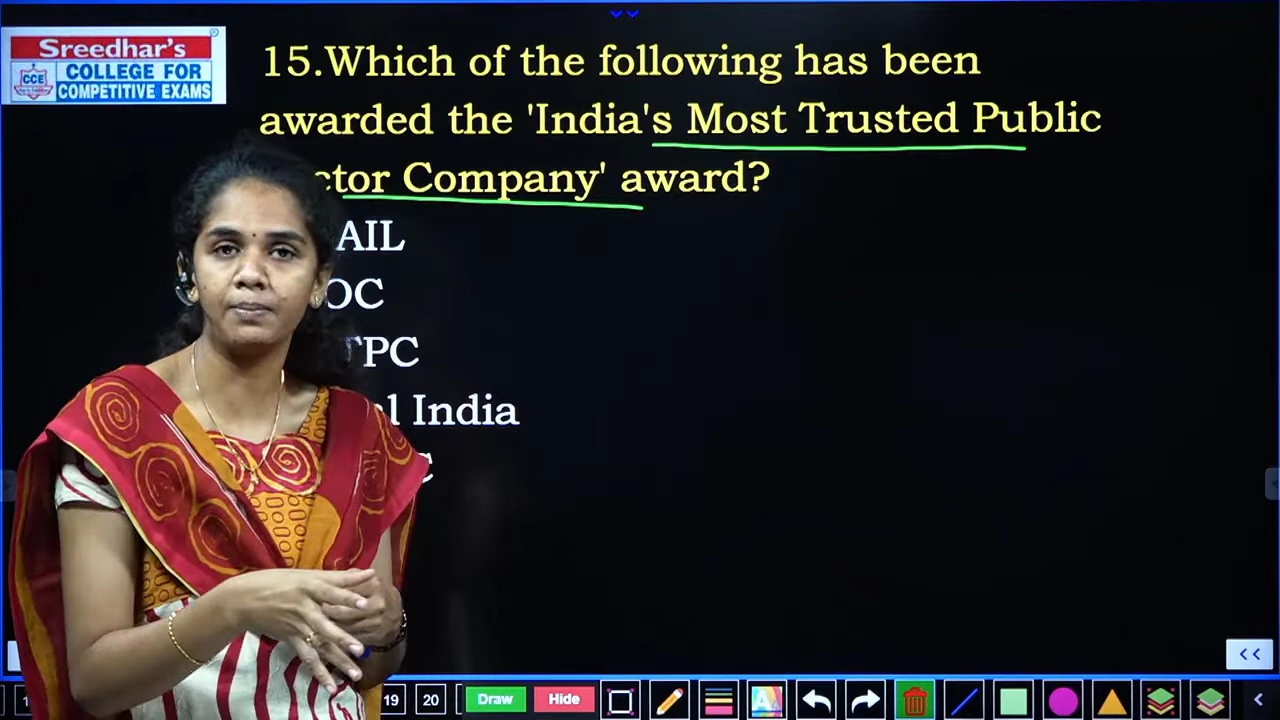 Sreedhar's
CCE
COLLEGE FOR
COMPETITIVE EXAMS
15.Which of the following has been
awarded the 'India's Most Trusted Public
ctor Company' award?
AIL
OC
TPC
al India
C
19
20
Draw
Hide
A